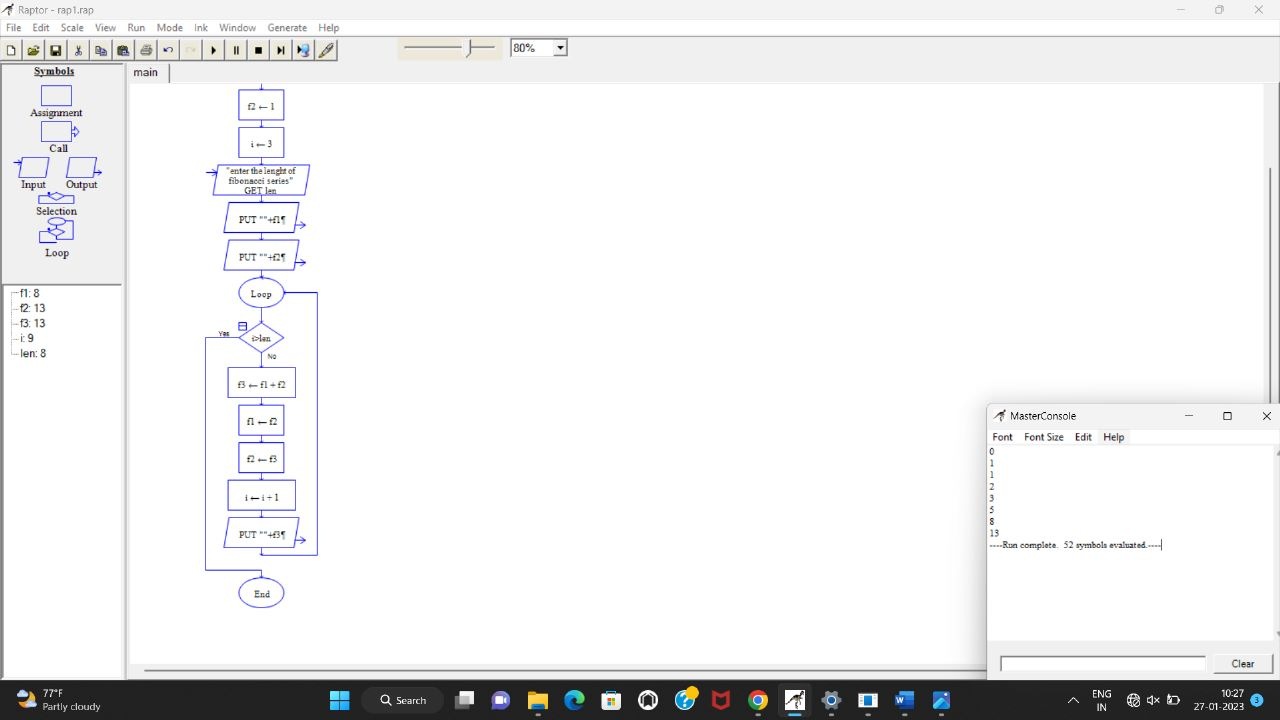 Raptor - rap1.rap
File Edit Scale View Run Mode Ink Window Generate Help
80%
Symbols
Assignment
Call
Input Output
Selection
Loop
f1: 8
f2: 13
f3: 13
i: 9
len: 8
main
f2 ← 1
i ← 3
"enter the lenght of
fibonacci series"
GET len
PUT ""+f1¶
PUT ""+f2¶
Loop
Yes
i>len
No
f3 ← f1 + f2
f1 ← f2
f2 ← f3
i ← i + 1
PUT ""+f3¶
End
MasterConsole
Font Font Size Edit Help
0
1
1
2
3
5
8
13
----Run complete. 52 symbols evaluated.----
Clear
77°F
Partly cloudy
Search
ENG
IN
10:27
27-01-2023
3